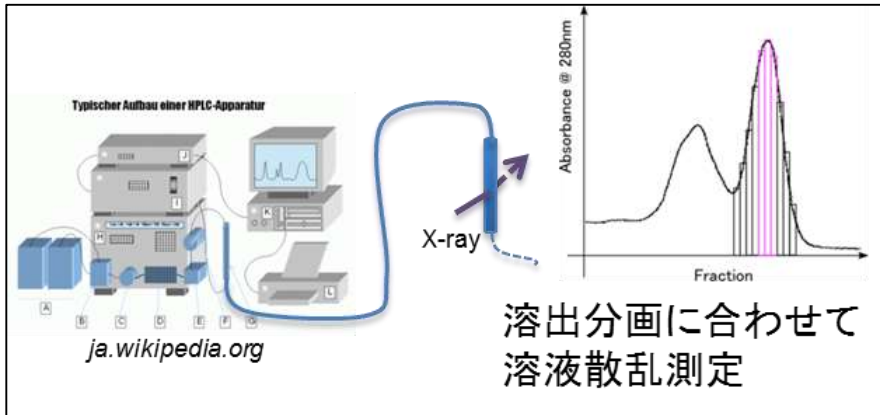 Typischer Aufbau einer HPLC-Apparatur
J
I
H
K
L
A
B
C
D
E
F
G
ja.wikipedia.org
X-ray
Absorbance @ 280nm
Fraction
溶出分画に合わせて
溶液散乱測定